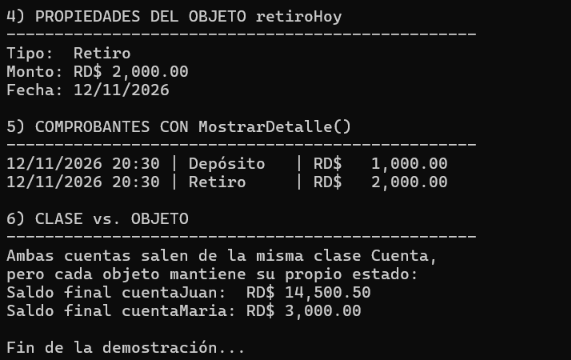 4) PROPIEDADES DEL OBJETO retiroHoy
-------------------------------------------------
Tipo:  Retiro
Monto: RD$ 2,000.00
Fecha: 12/11/2026

5) COMPROBANTES CON MostrarDetalle()
-------------------------------------------------
12/11/2026 20:30 | Depósito   | RD$   1,000.00
12/11/2026 20:30 | Retiro     | RD$   2,000.00

6) CLASE vs. OBJETO
-------------------------------------------------
Ambas cuentas salen de la misma clase Cuenta,
pero cada objeto mantiene su propio estado:
Saldo final cuentaJuan:  RD$ 14,500.50
Saldo final cuentaMaria: RD$ 3,000.00

Fin de la demostración...